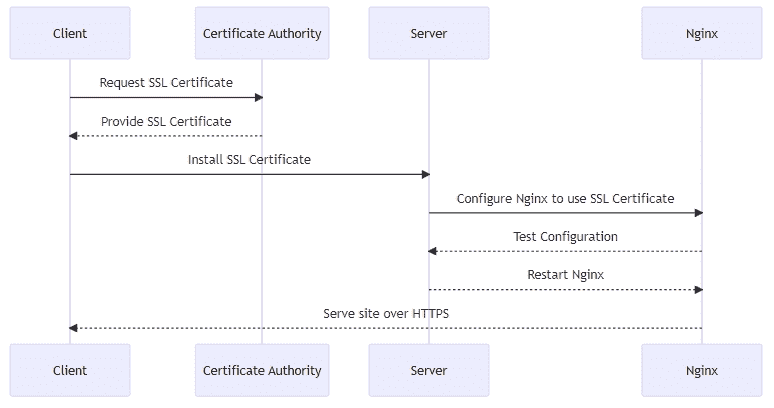 Client
Certificate Authority
Server
Nginx
Request SSL Certificate
Provide SSL Certificate
Install SSL Certificate
Configure Nginx to use SSL Certificate
Test Configuration
Restart Nginx
Serve site over HTTPS
Client
Certificate Authority
Server
Nginx